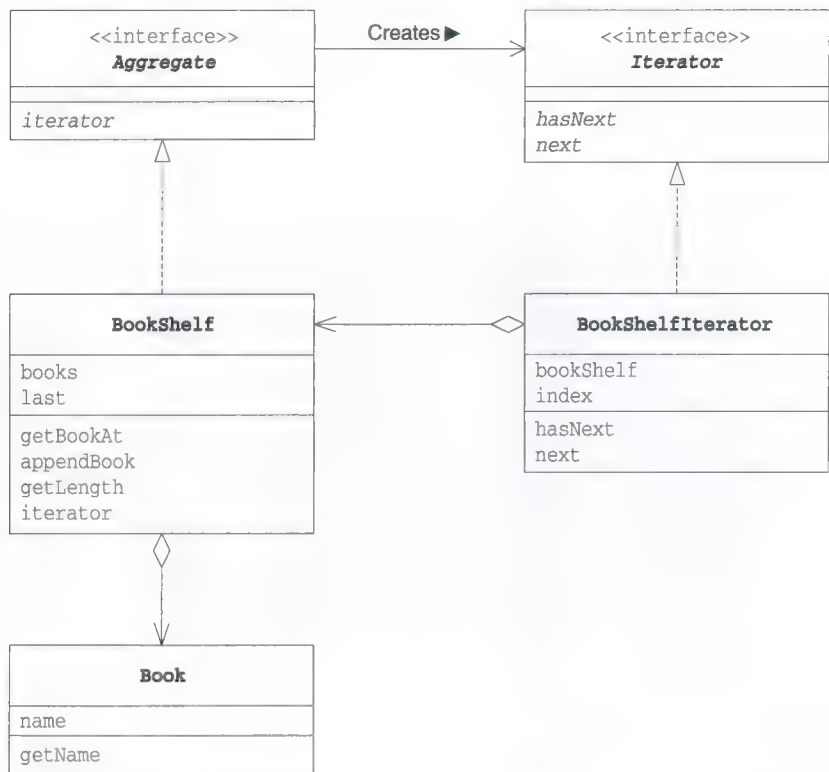 <<interface>>
Aggregate
iterator
Creates ▶
<<interface>>
Iterator
hasNext
next
BookShelf
books
last
getBookAt
appendBook
getLength
iterator
BookShelfIterator
bookShelf
index
hasNext
next
Book
name
getName